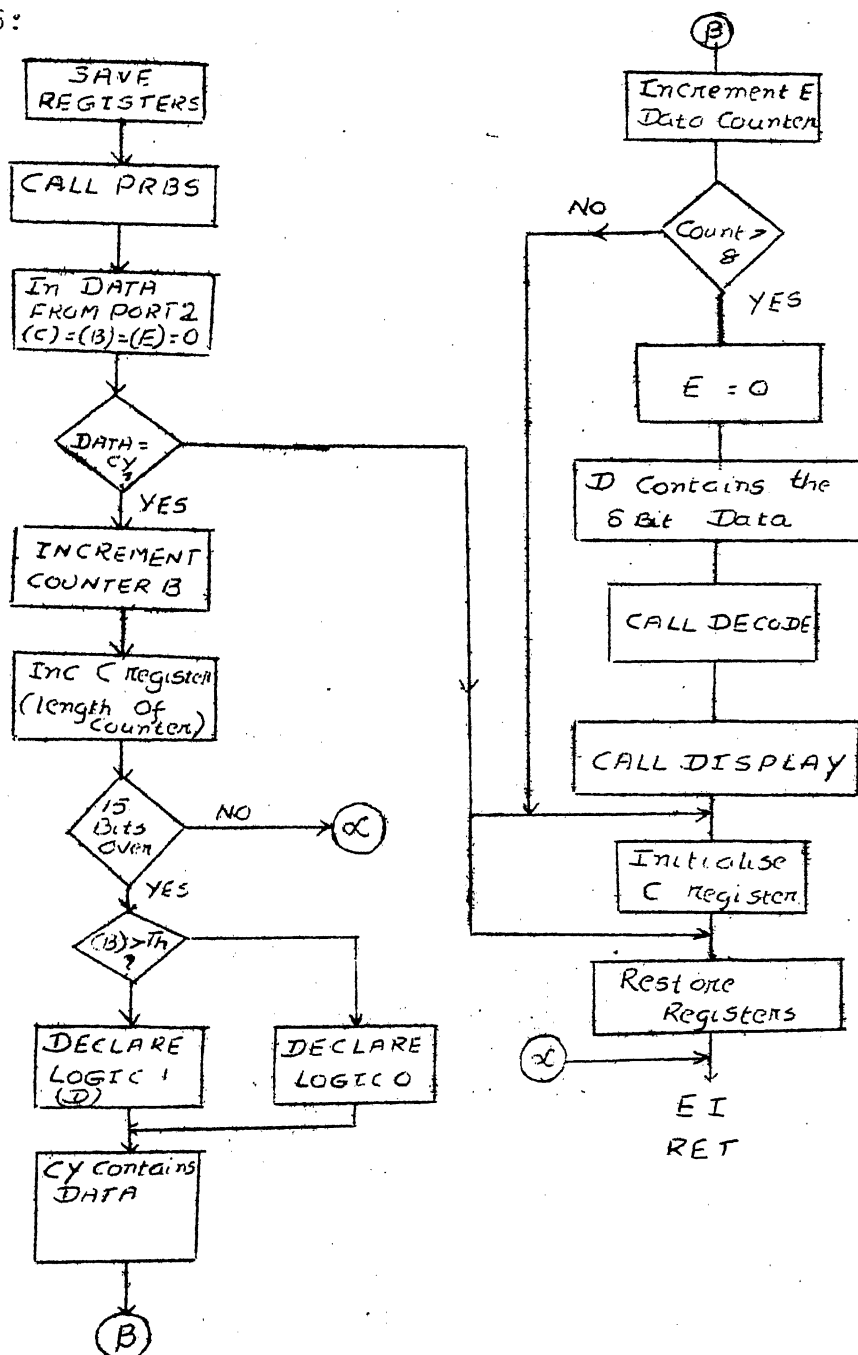 5:
SAVE
REGISTERS
CALL PRBS
In DATA
FROM PORT 2
(C)=(B)=(E)=0
DATA=
CY
?
YES
INCREMENT
COUNTER B
Inc C register
(length Of
Counter)
15
Bits
Over
NO
α
YES
(B)>Th
?
DECLARE
LOGIC 1
(D)
DECLARE
LOGIC 0
CY Contains
DATA
β
β
Increment E
Data Counter
NO
Count >
8
YES
E = 0
D Contains the
8 Bit Data
CALL DECODE
CALL DISPLAY
Initialise
C register
Restore
Registers
α
EI
RET